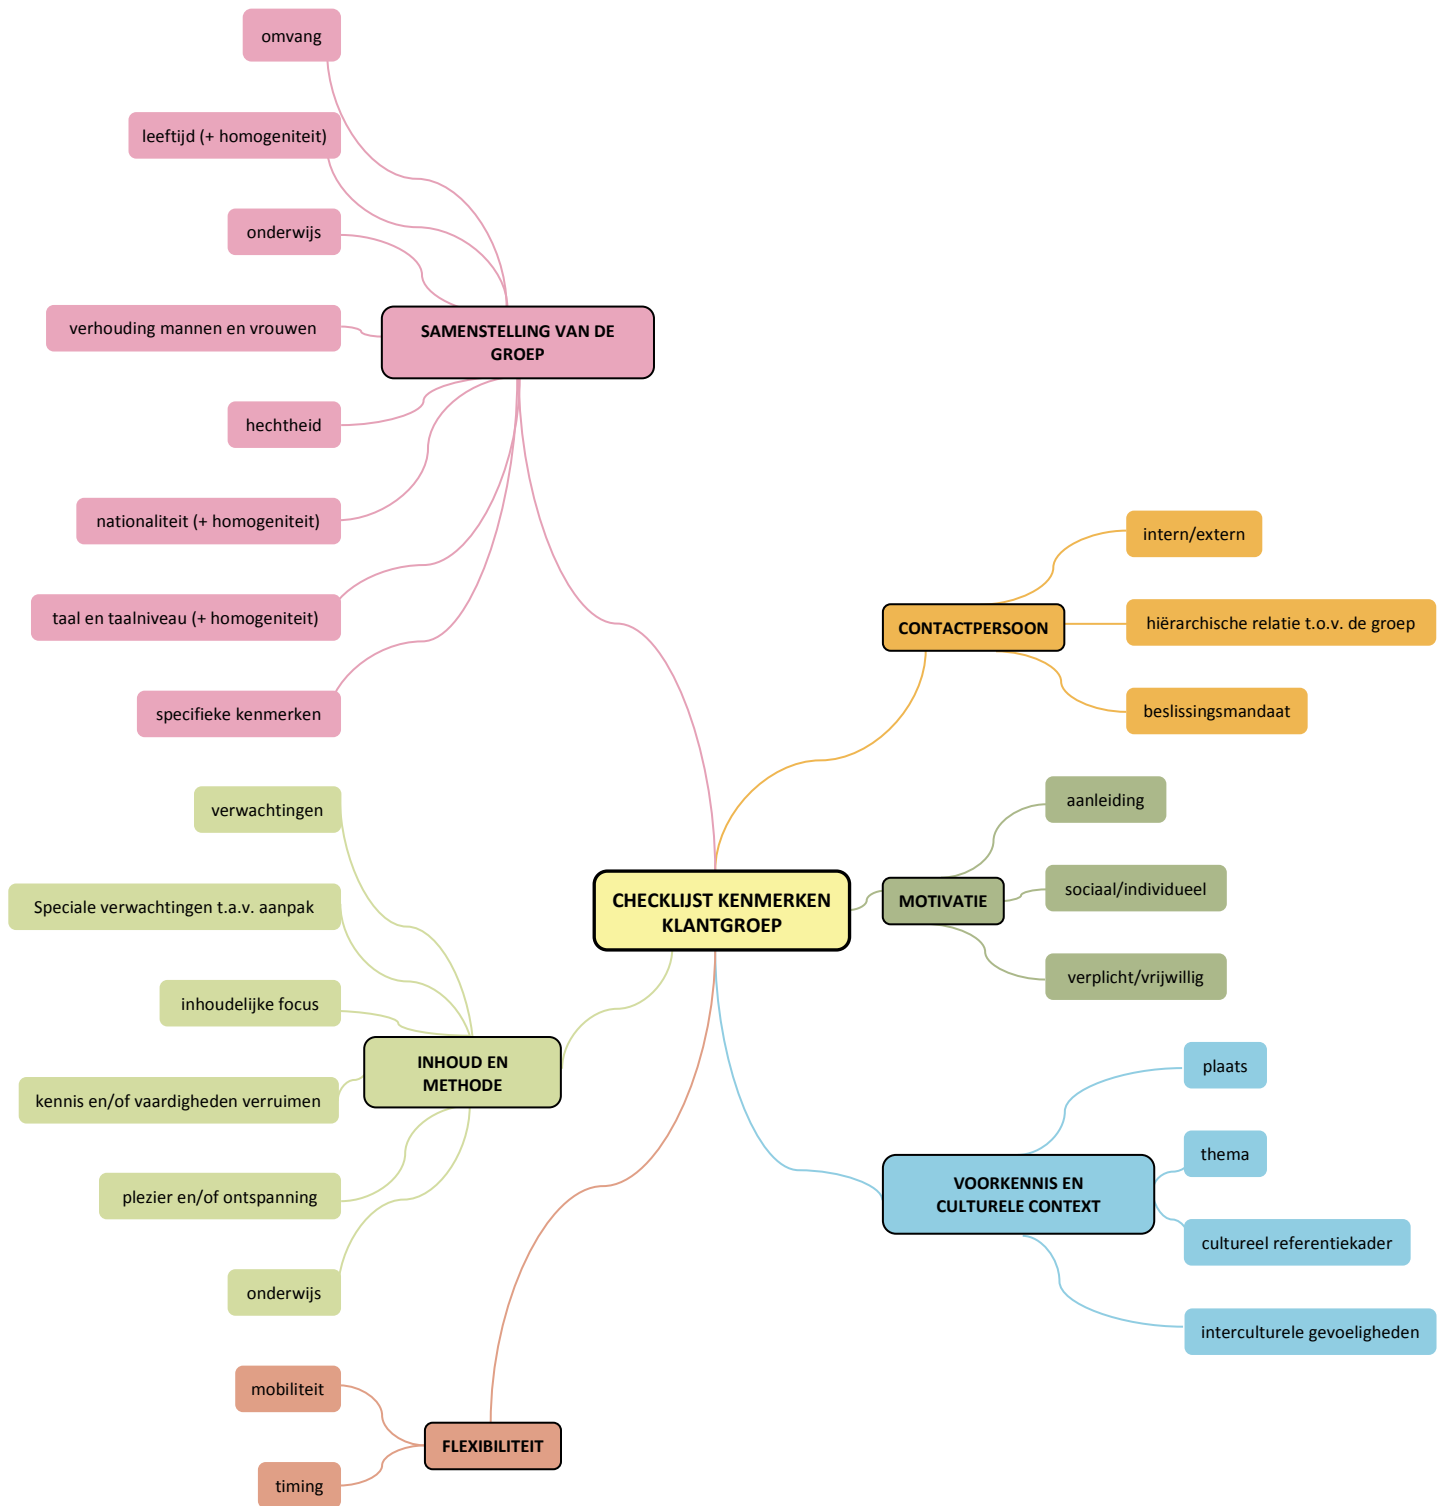 omvang
leeftijd (+ homogeniteit)
onderwijs
verhouding mannen en vrouwen
hechtheid
nationaliteit (+ homogeniteit)
taal en taalniveau (+ homogeniteit)
specifieke kenmerken
SAMENSTELLING VAN DE
GROEP
intern/extern
hiërarchische relatie t.o.v. de groep
beslissingsmandaat
CONTACTPERSOON
aanleiding
sociaal/individueel
verplicht/vrijwillig
MOTIVATIE
CHECKLIJST KENMERKEN
KLANTGROEP
verwachtingen
Speciale verwachtingen t.a.v. aanpak
inhoudelijke focus
kennis en/of vaardigheden verruimen
plezier en/of ontspanning
onderwijs
INHOUD EN
METHODE
plaats
thema
cultureel referentiekader
interculturele gevoeligheden
VOORKENNIS EN
CULTURELE CONTEXT
mobiliteit
timing
FLEXIBILITEIT